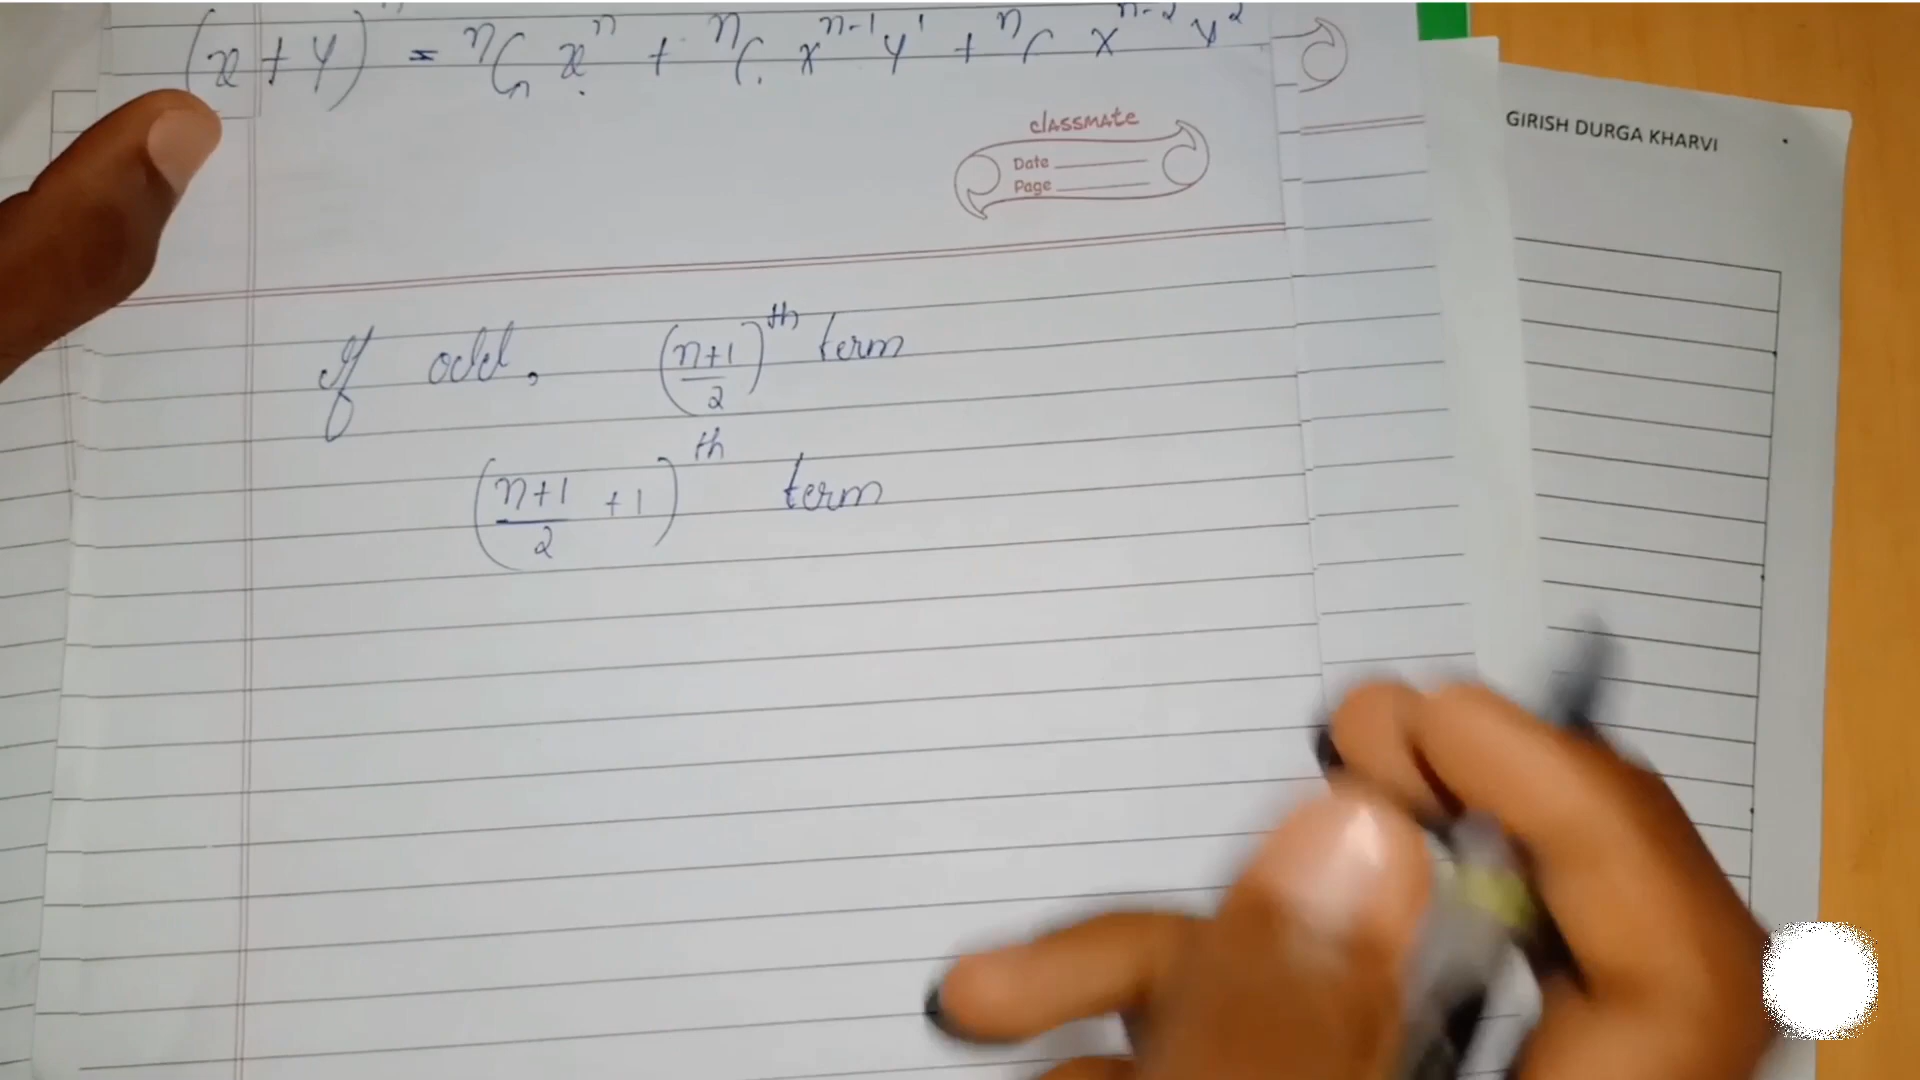 (x + y)ⁿ = ⁿC₀ xⁿ + ⁿC₁ xⁿ⁻¹ y¹ + ⁿC xⁿ⁻² y²
classmate
Date
Page
GIRISH DURGA KHARVI
If odd, (n+1/2)th term
(n+1/2 + 1)th term